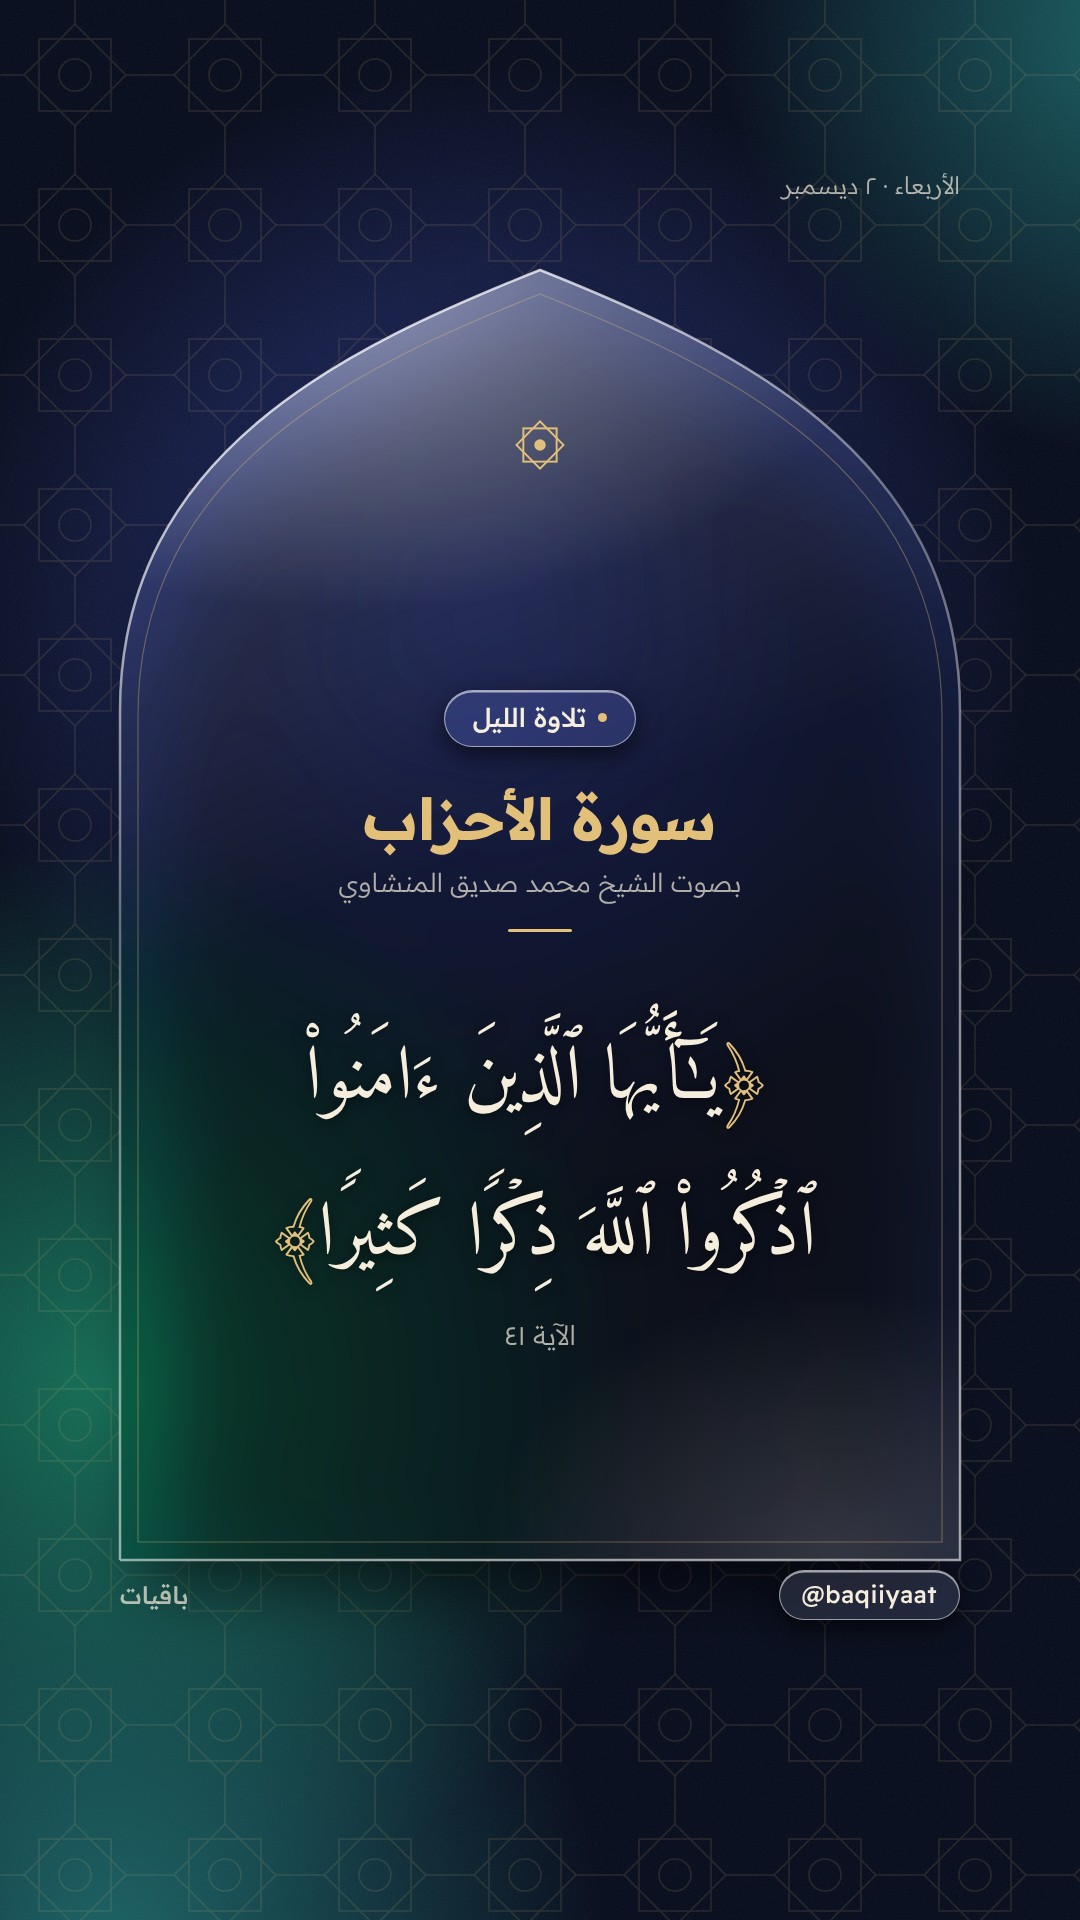 الأربعاء · ٢ ديسمبر
تلاوة الليل
سورة الأحزاب
بصوت الشيخ محمد صديق المنشاوي
﴿يَـٰٓأَيُّهَا ٱلَّذِينَ ءَامَنُوا۟
ٱذْكُرُوا۟ ٱللَّهَ ذِكْرًا كَثِيرًا﴾
الآية ٤١
@baqiiyaat
باقيات